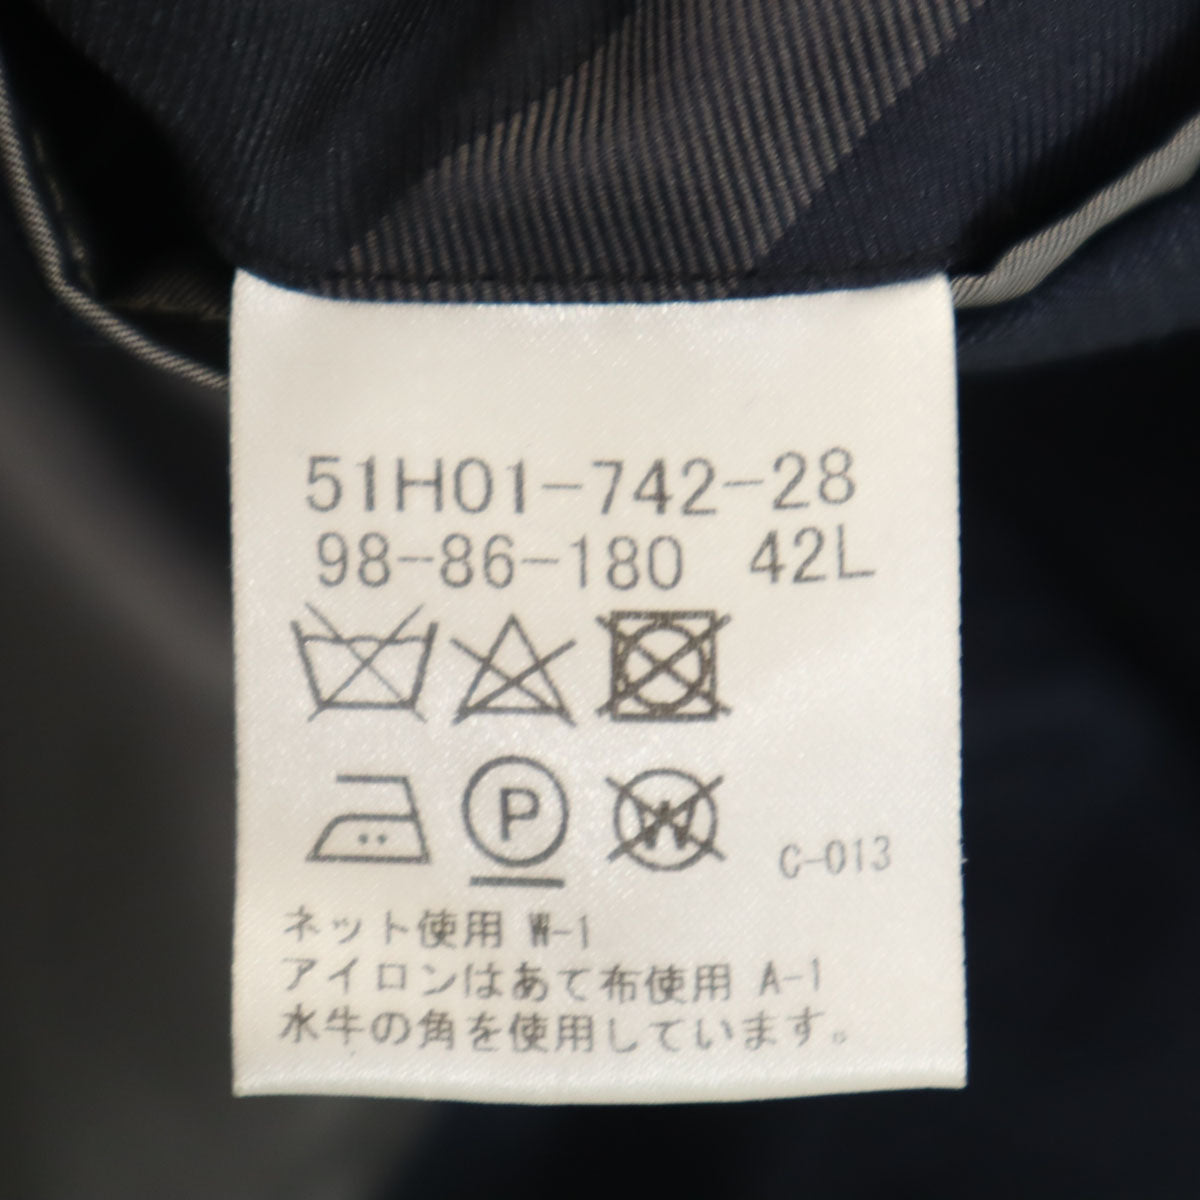 51H01-742-28
98-86-180 42L
P
W
C-013
ネット使用 W-1
アイロンはあて布使用 A-1
水牛の角を使用しています。